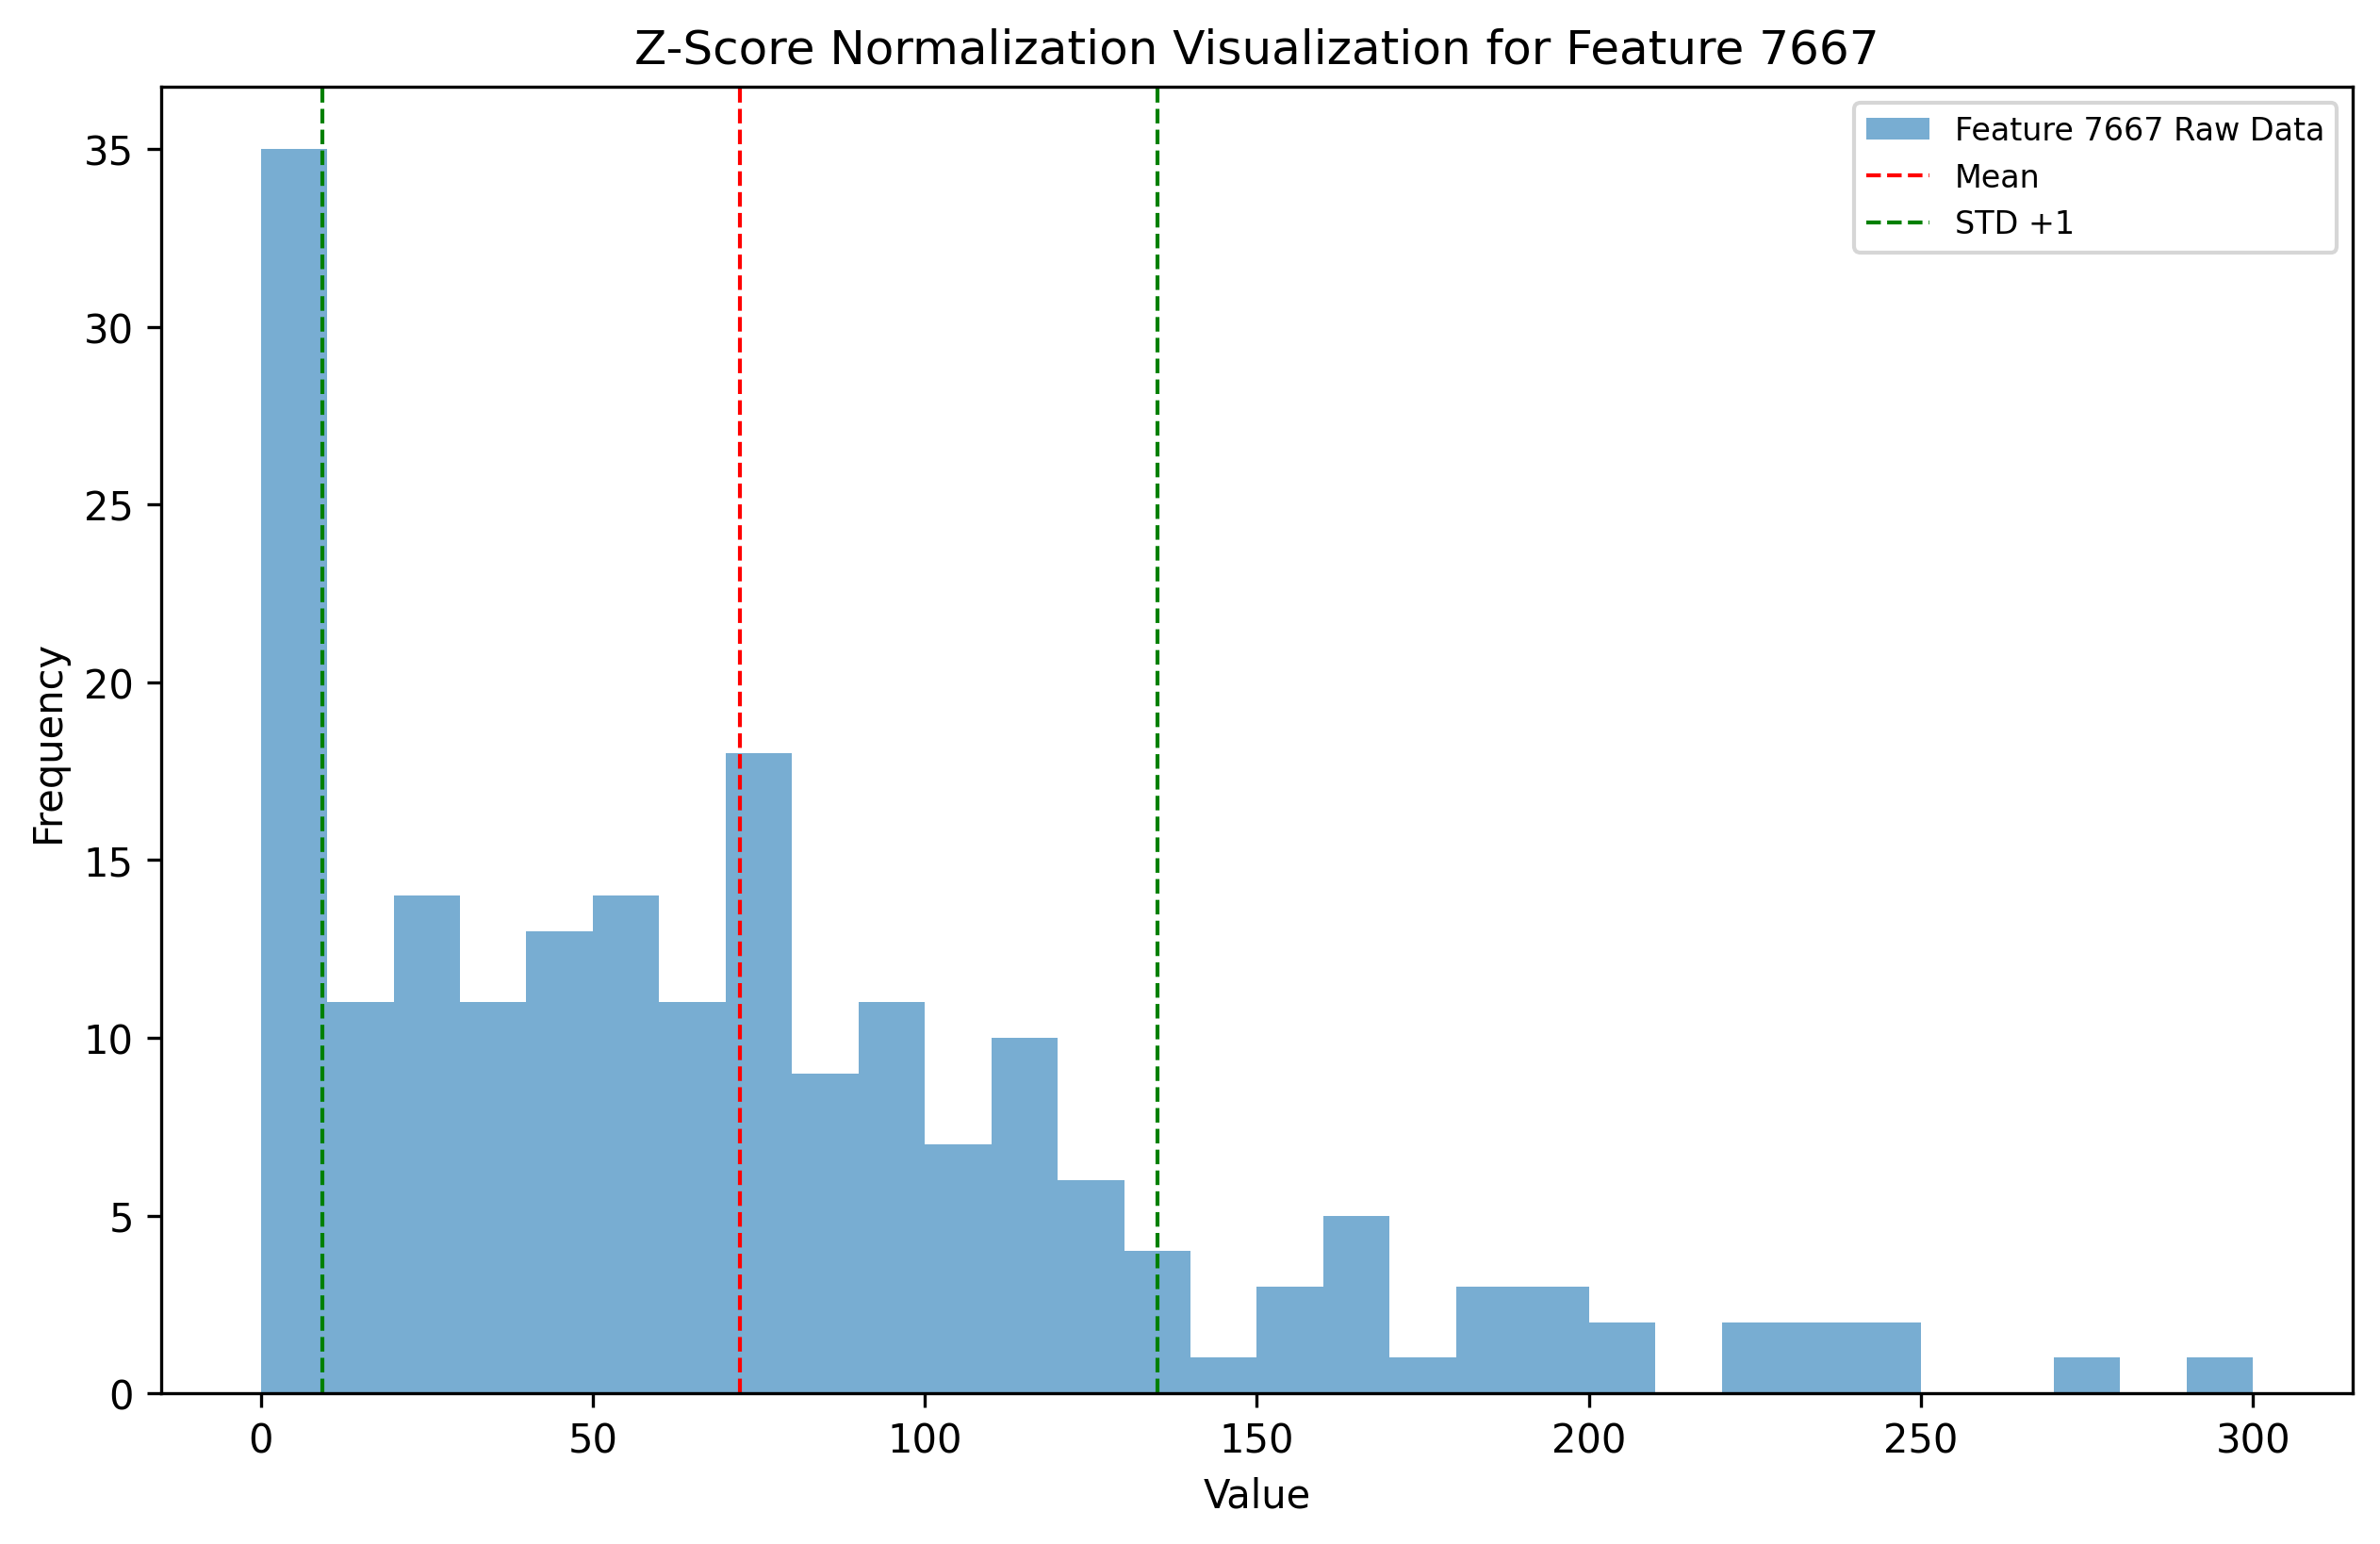 Z-Score Normalization Visualization for Feature 7667
Feature 7667 Raw Data
Mean
STD +1
35
30
25
20
15
10
5
0
Frequency
0 50 100 150 200 250 300
Value